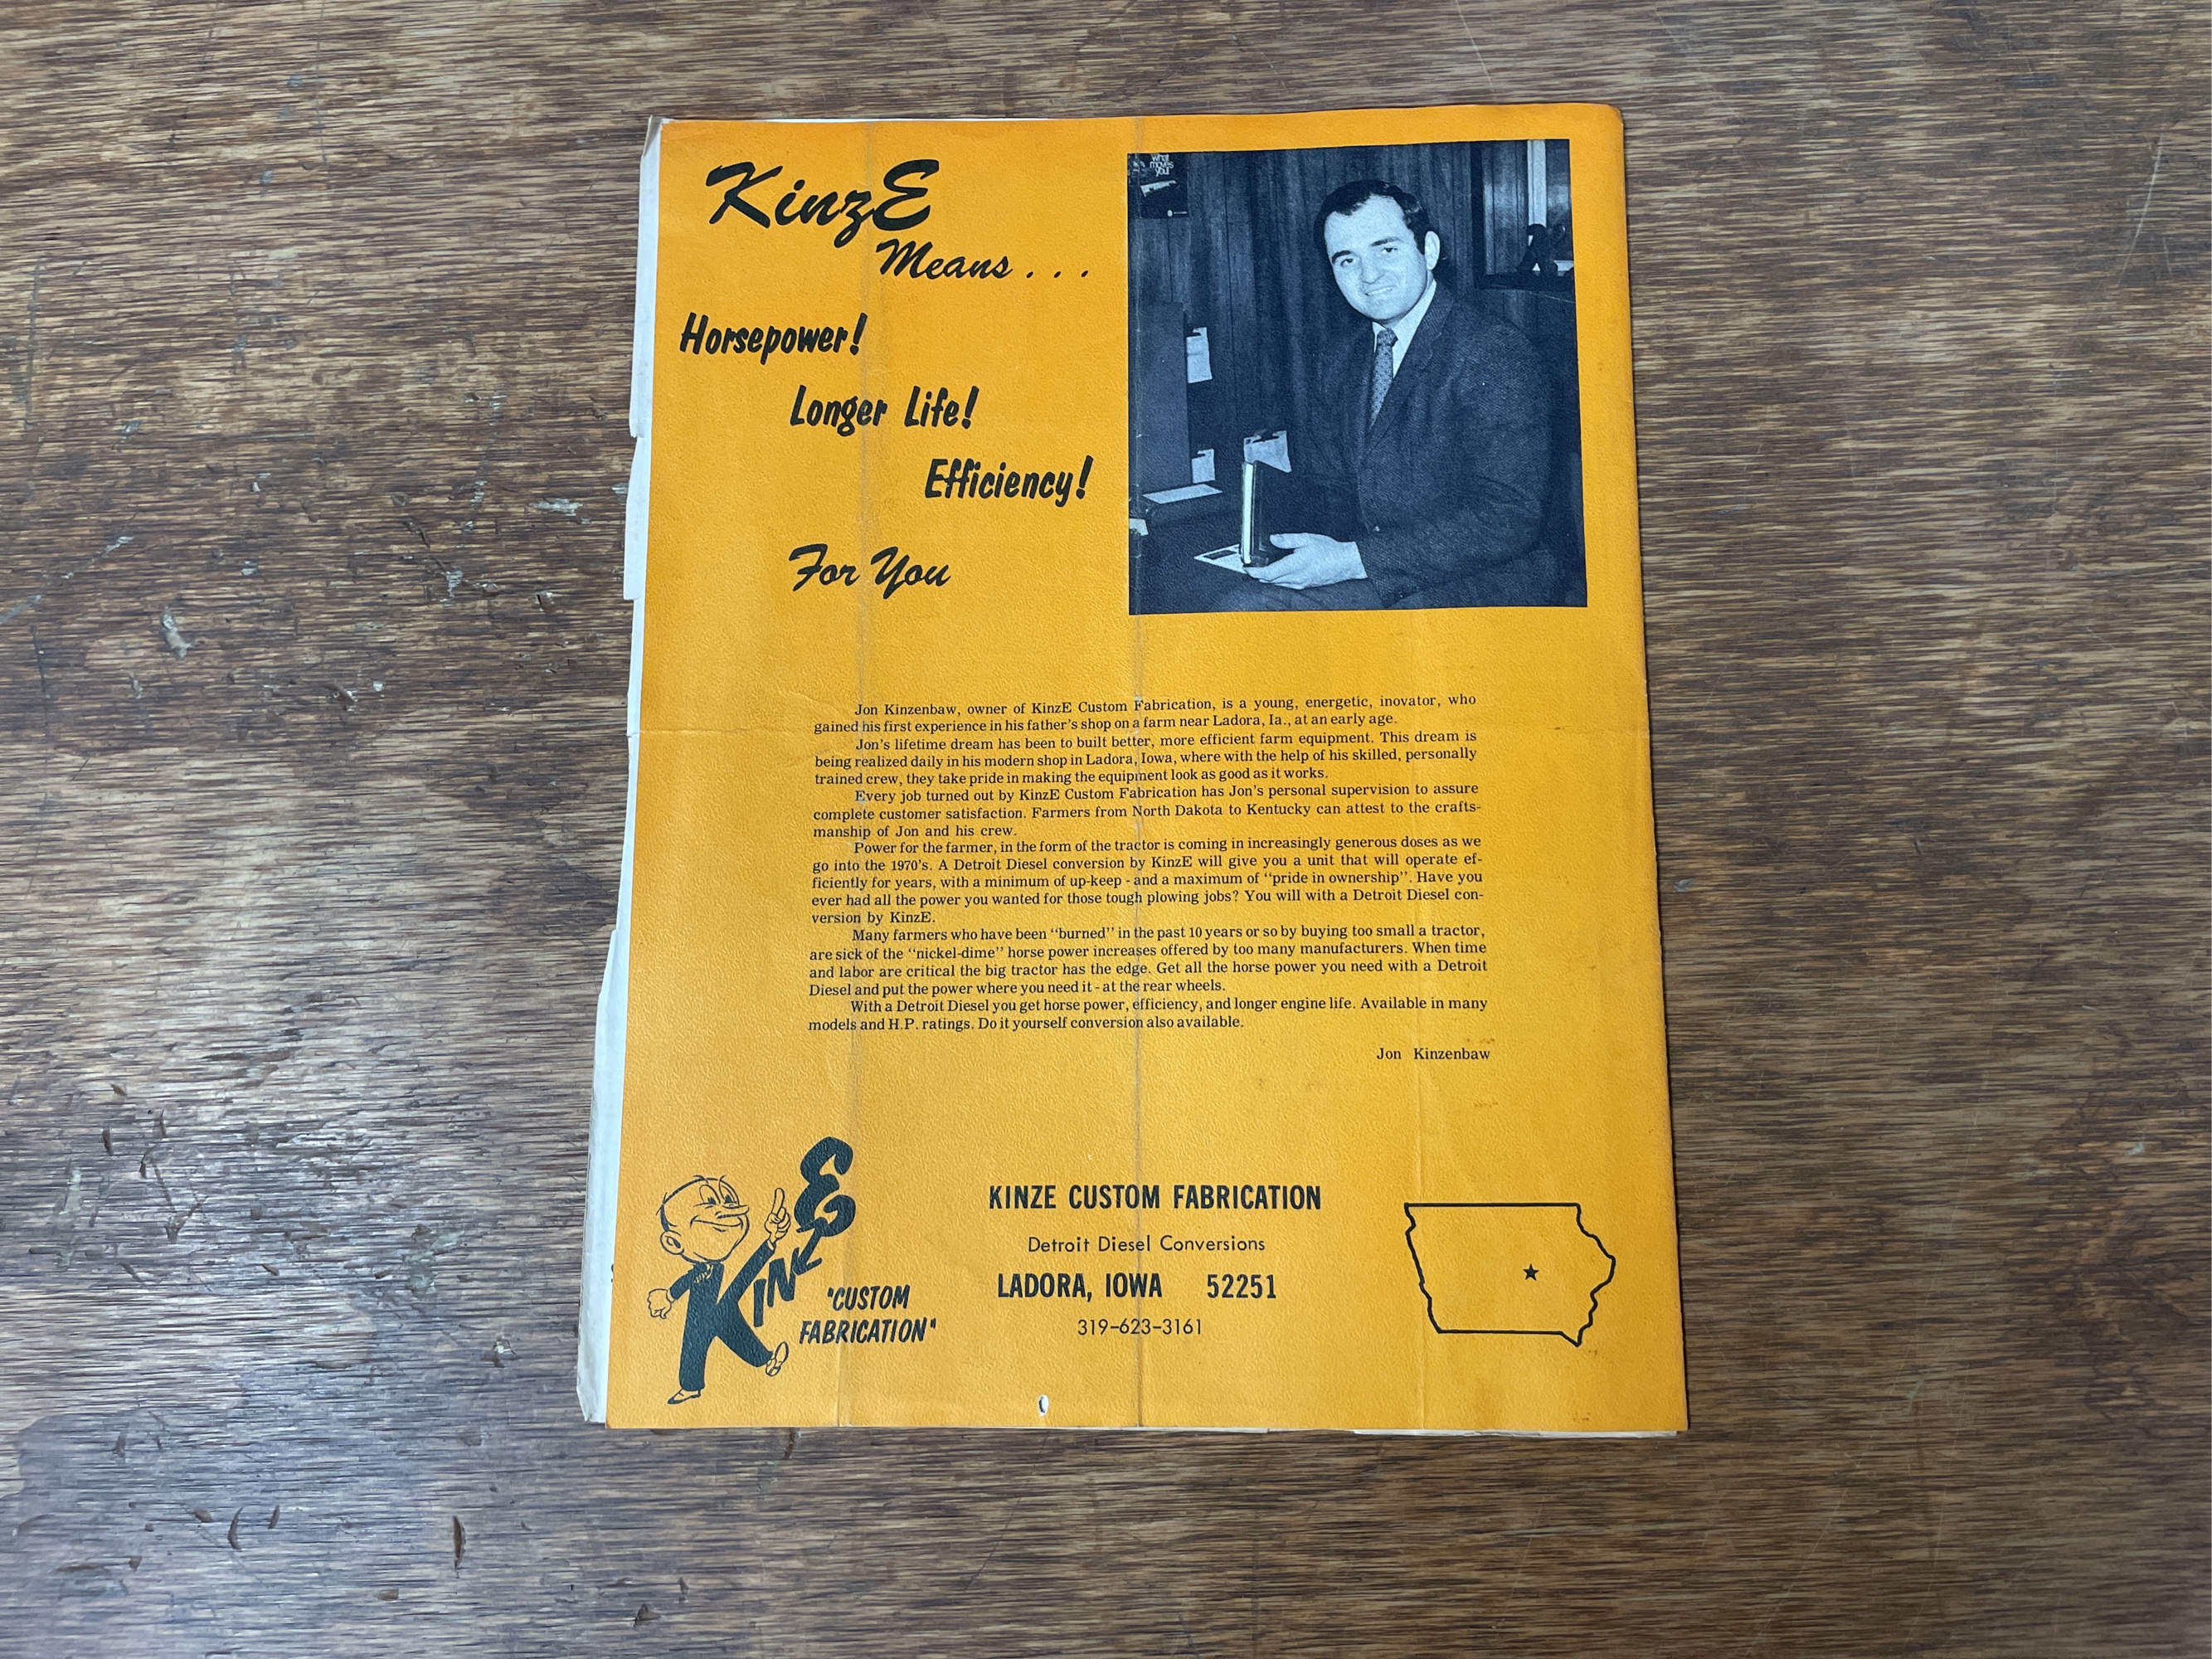 KinzE
Means . . .
Horsepower!
Longer Life!
Efficiency!
For You
what
moves
you
Jon Kinzenbaw, owner of KinzE Custom Fabrication, is a young, energetic, inovator, who
gained his first experience in his father's shop on a farm near Ladora, Ia., at an early age.
Jon's lifetime dream has been to built better, more efficient farm equipment. This dream is
being realized daily in his modern shop in Ladora, Iowa, where with the help of his skilled, personally
trained crew, they take pride in making the equipment look as good as it works.
Every job turned out by KinzE Custom Fabrication has Jon's personal supervision to assure
complete customer satisfaction. Farmers from North Dakota to Kentucky can attest to the crafts-
manship of Jon and his crew.
Power for the farmer, in the form of the tractor is coming in increasingly generous doses as we
go into the 1970's. A Detroit Diesel conversion by KinzE will give you a unit that will operate ef-
ficiently for years, with a minimum of up-keep - and a maximum of "pride in ownership". Have you
ever had all the power you wanted for those tough plowing jobs? You will with a Detroit Diesel con-
version by KinzE.
Many farmers who have been "burned" in the past 10 years or so by buying too small a tractor,
are sick of the "nickel-dime" horse power increases offered by too many manufacturers. When time
and labor are critical the big tractor has the edge. Get all the horse power you need with a Detroit
Diesel and put the power where you need it - at the rear wheels.
With a Detroit Diesel you get horse power, efficiency, and longer engine life. Available in many
models and H.P. ratings. Do it yourself conversion also available.
Jon Kinzenbaw
KINZE
"CUSTOM
FABRICATION"
KINZE CUSTOM FABRICATION
Detroit Diesel Conversions
LADORA, IOWA 52251
319-623-3161